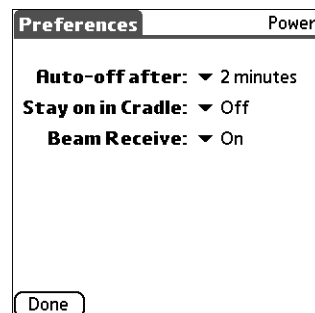 Preferences Power
Auto-off after: 2 minutes
Stay on in Cradle: Off
Beam Receive: On
Done